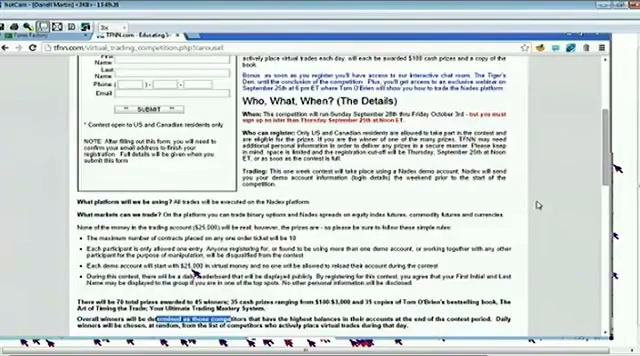 hotCam - [Darrell Martin] <3KB> - 13:49:26
3x
Forex Factory
TFNN.com - Educating
tfnn.com/virtual_trading_competition.php?carousel
First
Name
Last
Name
Phone ( ) -
Email
SUBMIT
* Contest open to US and Canadian residents only
NOTE: After filling out this form, you will need to
confirm your email address to finish your
registration. Full details will be given when you
submit this form
actively place virtual trades each day, will each be awarded $100 cash prizes and a copy of the
book.
Bonus: as soon as you register you'll have access to our interactive chat room. The Tiger's
Den, until the conclusion of the competition. Plus, you'll get access to an exclusive webinar on
September 25th at 6 pm ET where Tom O'Brien will show you how to trade the Nadex platform.
Who, What, When? (The Details)
When: The competition will run Sunday September 28th thru Friday October 3rd - but you must
sign up no later than Thursday September 25th at Noon ET.
Who can register: Only US and Canadian residents are allowed to take part in the contest and
are eligible for the prizes. If you are the winner of one of the many prizes, TFNN may need
additional personal information in order to deliver any prizes in a secure manner. Please keep
in mind, space is limited and the registration cut-off will be Thursday, September 25th at Noon
ET, or as soon as the contest is full.
Trading: This one week contest will take place using a Nadex demo account. Nadex will send
you your demo account information (login details) the weekend prior to the start of the
competition.
What platform will we be using? All trades will be executed on the Nadex platform.
What markets can we trade? - On the platform you can trade binary options and Nadex spreads on equity index futures, commodity futures and currencies.
None of the money in the trading account ($25,000) will be real, however, the prizes are - so please be sure to follow these simple rules:
• The maximum number of contracts placed on any one order ticket will be 10
• Each participant is only allowed one entry. Anyone registering for, or found to be using more than one demo account, or working together with any other
participant for the purpose of manipulation, will be disqualified from the contest
• Each demo account will start with $25,000 in virtual money and no one will be allowed to reload their account during the contest
• During this contest, there will be a daily leaderboard that will be displayed publicly. By registering for this contest, you agree that your First Initial and Last
Name may be displayed to the group if you are in one of the top spots. No other personal information will be disclosed
There will be 70 total prizes awarded to 45 winners; 35 cash prizes ranging from $100-$3,000 and 35 copies of Tom O'Brien's bestselling book, The
Art of Timing the Trade; Your Ultimate Trading Mastery System.
Overall winners will be determined as those competitors that have the highest balances in their accounts at the end of the contest period. Daily
winners will be chosen, at random, from the list of competitors who actively place virtual trades during that day.